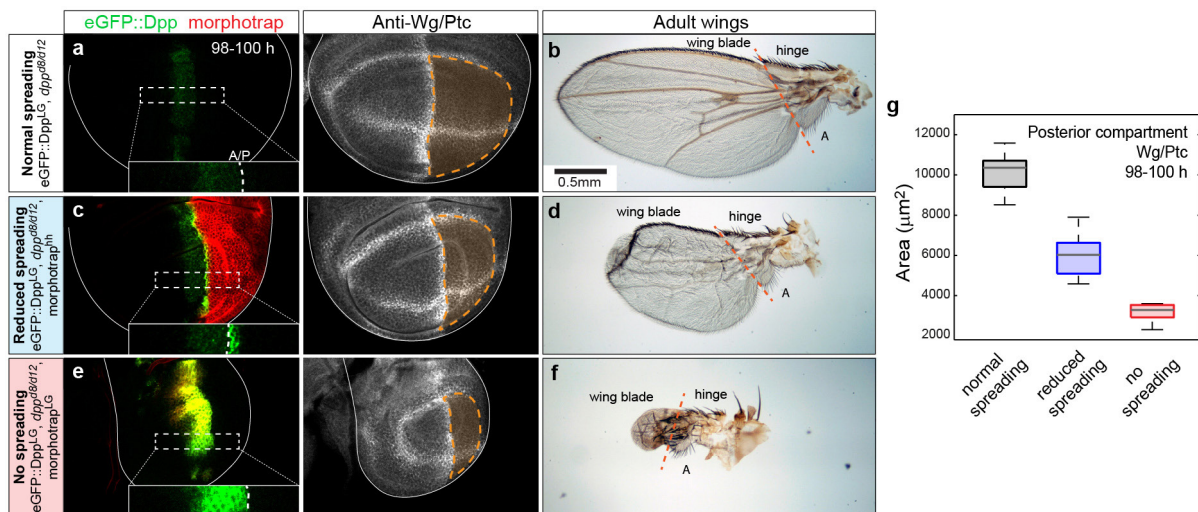 eGFP::Dpp morphotrap
Anti-Wg/Ptc
Adult wings
Normal spreading
eGFP::Dppᴸᴳ, dppᵈ⁸/ᵈ¹²
a
98-100 h
A/P
b
wing blade
hinge
A
0.5mm
Reduced spreading
eGFP::Dppᴸᴳ, dppᵈ⁸/ᵈ¹²,
morphotrapʰʰ
c
d
wing blade
hinge
A
No spreading
eGFP::Dppᴸᴳ, dppᵈ⁸/ᵈ¹²,
morphotrapᴸᴳ
e
f
wing blade
hinge
A
g
Posterior compartment
Wg/Ptc
98-100 h
Area (µm²)
12000
10000
8000
6000
4000
2000
normal
spreading
reduced
spreading
no
spreading